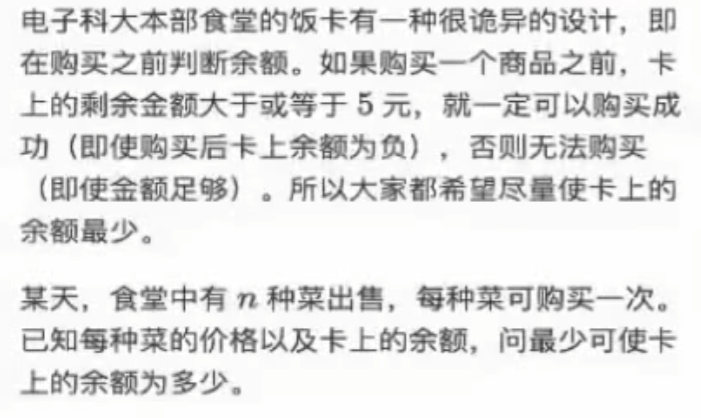 电子科大本部食堂的饭卡有一种很诡异的设计，即
在购买之前判断余额。如果购买一个商品之前，卡
上的剩余金额大于或等于 5 元，就一定可以购买成
功（即使购买后卡上余额为负），否则无法购买
（即使金额足够）。所以大家都希望尽量使卡上的
余额最少。
某天，食堂中有 n 种菜出售，每种菜可购买一次。
已知每种菜的价格以及卡上的余额，问最少可使卡
上的余额为多少。